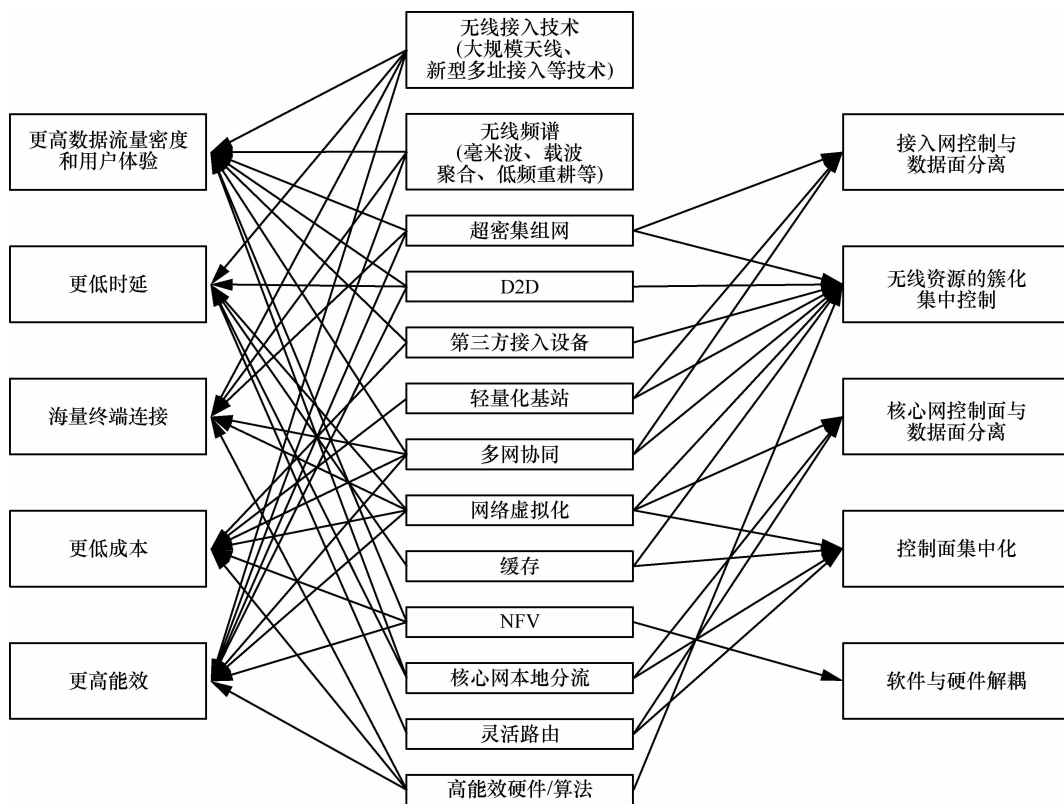 无线接入技术
(大规模天线、
新型多址接入等技术)
更高数据流量密度
和用户体验
无线频谱
(毫米波、载波
聚合、低频重耕等)
接入网控制与
数据面分离
超密集组网
更低时延
D2D
无线资源的簇化
集中控制
第三方接入设备
海量终端连接
轻量化基站
核心网控制面与
数据面分离
多网协同
网络虚拟化
更低成本
缓存
控制面集中化
NFV
更高能效
核心网本地分流
软件与硬件解耦
灵活路由
高能效硬件/算法